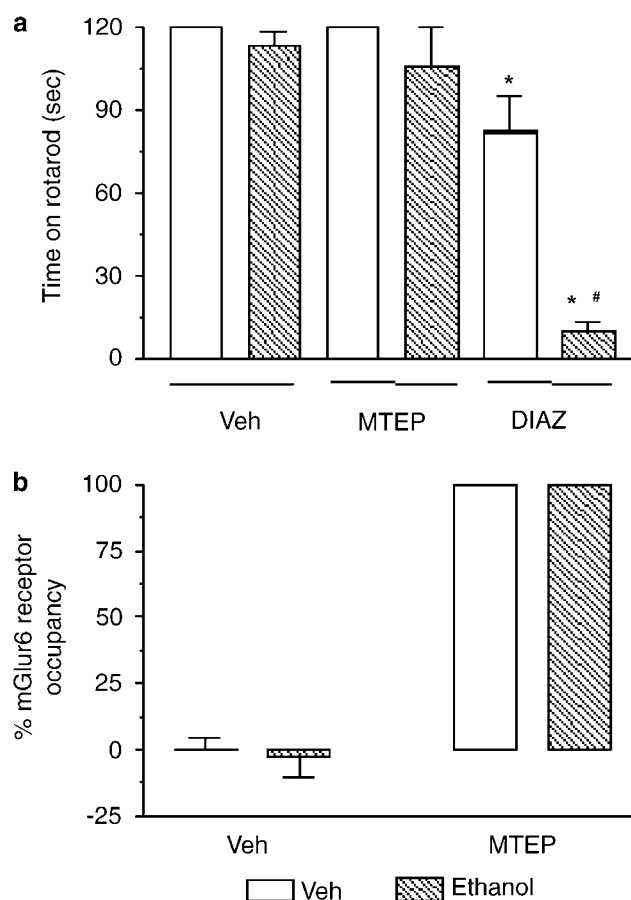 a
Time on rotarod (sec)
120
90
60
30
0
*
* #
Veh MTEP DIAZ
b
% mGlur6 receptor
occupancy
100
75
50
25
0
-25
Veh MTEP
Veh Ethanol